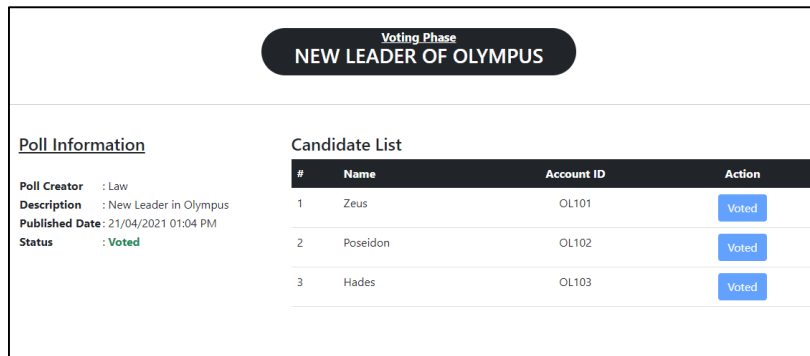 Voting Phase
NEW LEADER OF OLYMPUS
Poll Information
Poll Creator : Law
Description : New Leader in Olympus
Published Date : 21/04/2021 01:04 PM
Status : Voted
Candidate List
# Name Account ID Action
1 Zeus OL101 Voted
2 Poseidon OL102 Voted
3 Hades OL103 Voted